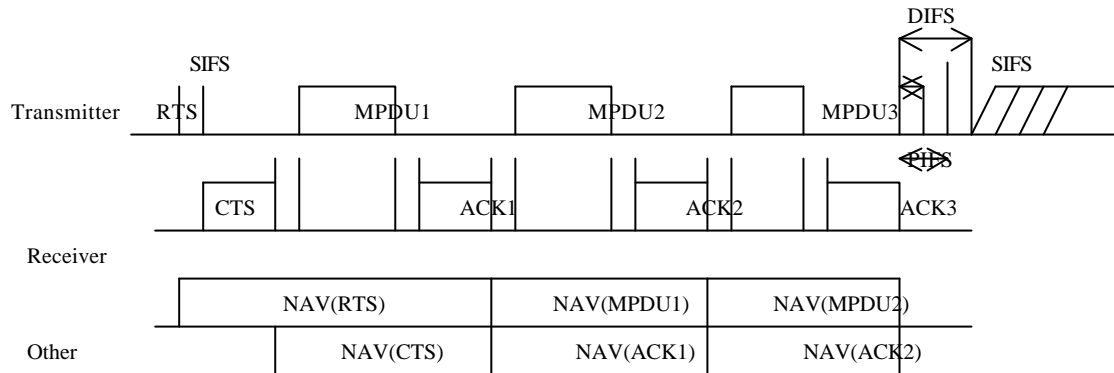 DIFS
SIFS SIFS
Transmitter RTS MPDU1 MPDU2 MPDU3
PIFS
CTS ACK1 ACK2 ACK3
Receiver
NAV(RTS) NAV(MPDU1) NAV(MPDU2)
Other NAV(CTS) NAV(ACK1) NAV(ACK2)